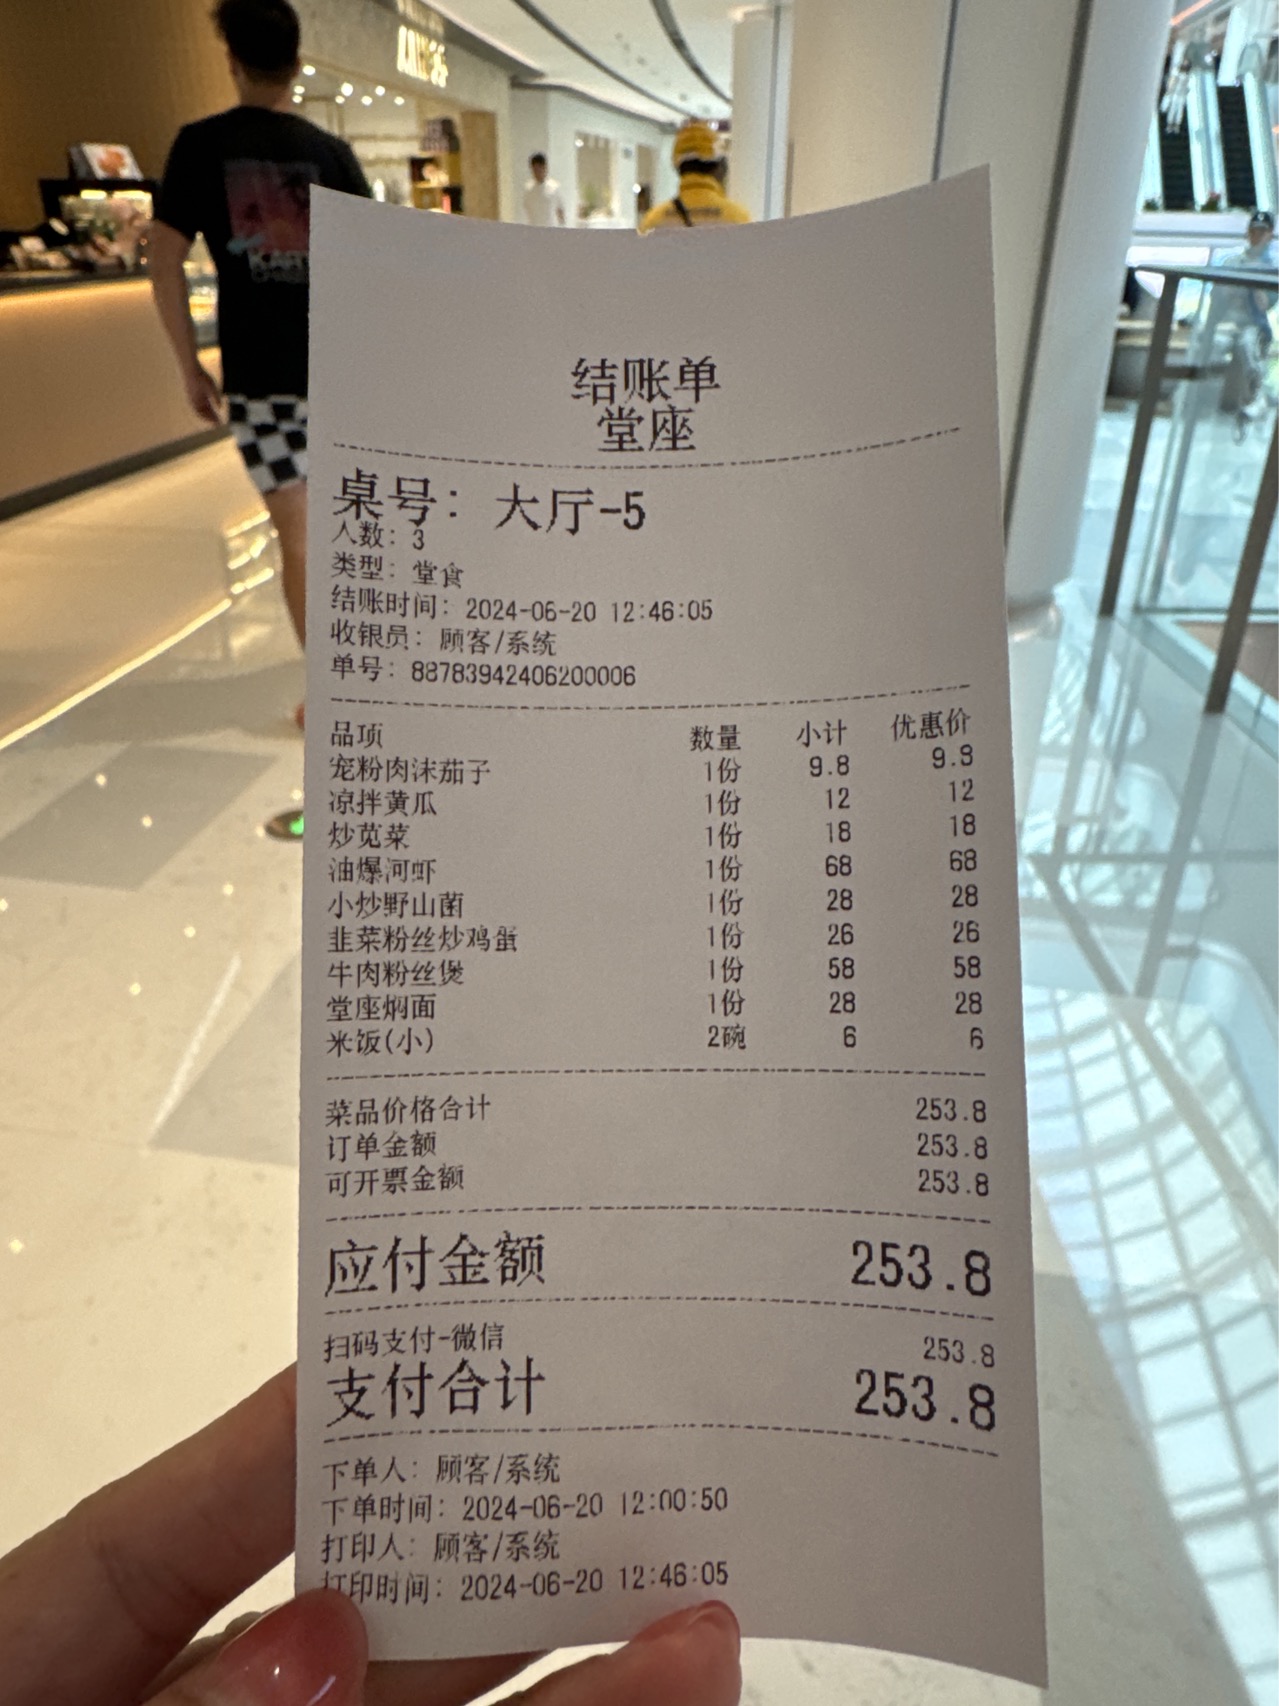 结账单
堂座
桌号：大厅-5
人数：3
类型：堂食
结账时间：2024-06-20 12:46:05
收银员：顾客/系统
单号：88783942406200006
品项 数量 小计 优惠价
宠粉肉沫茄子 1份 9.8 9.8
凉拌黄瓜 1份 12 12
炒苋菜 1份 18 18
油爆河虾 1份 68 68
小炒野山菌 1份 28 28
韭菜粉丝炒鸡蛋 1份 26 26
牛肉粉丝煲 1份 58 58
堂座焖面 1份 28 28
米饭(小) 2碗 6 6
菜品价格合计 253.8
订单金额 253.8
可开票金额 253.8
应付金额 253.8
扫码支付-微信 253.8
支付合计 253.8
下单人：顾客/系统
下单时间：2024-06-20 12:00:50
打印人：顾客/系统
打印时间：2024-06-20 12:46:05